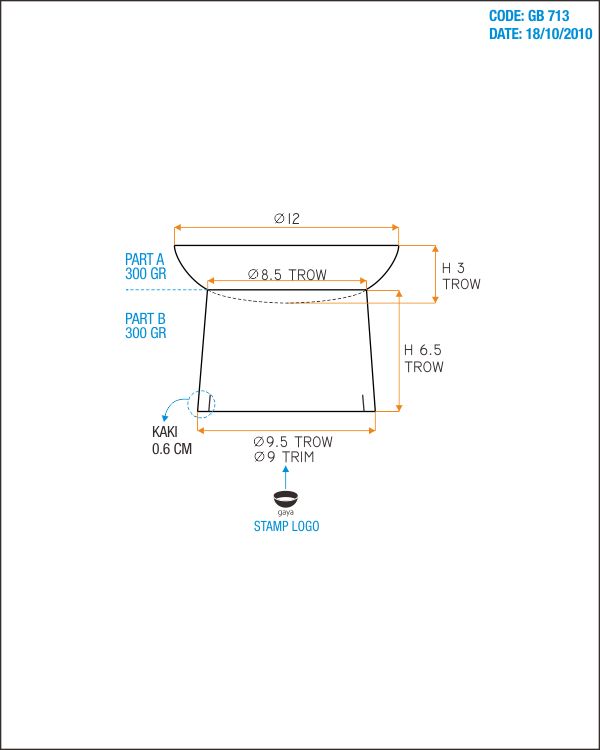 CODE: GB 713
DATE: 18/10/2010
Ø12
PART A
300 GR
Ø8.5 TROW
H 3
TROW
PART B
300 GR
H 6.5
TROW
KAKI
0.6 CM
Ø9.5 TROW
Ø9 TRIM
gaya
STAMP LOGO